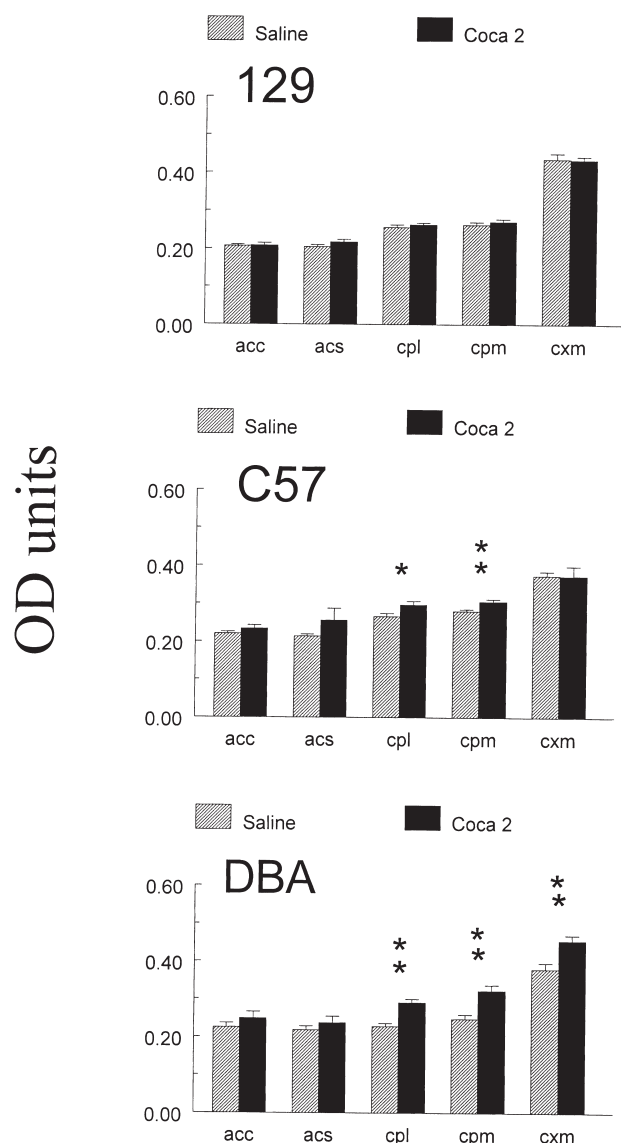 Saline Coca 2
129
0.60
0.40
0.20
0.00
acc acs cpl cpm cxm
OD units
Saline Coca 2
C57
0.60
*
* *
0.40
0.20
0.00
acc acs cpl cpm cxm
Saline Coca 2
DBA
0.60
*
*
* *
* *
0.40
0.20
0.00
acc acs cpl cpm cxm